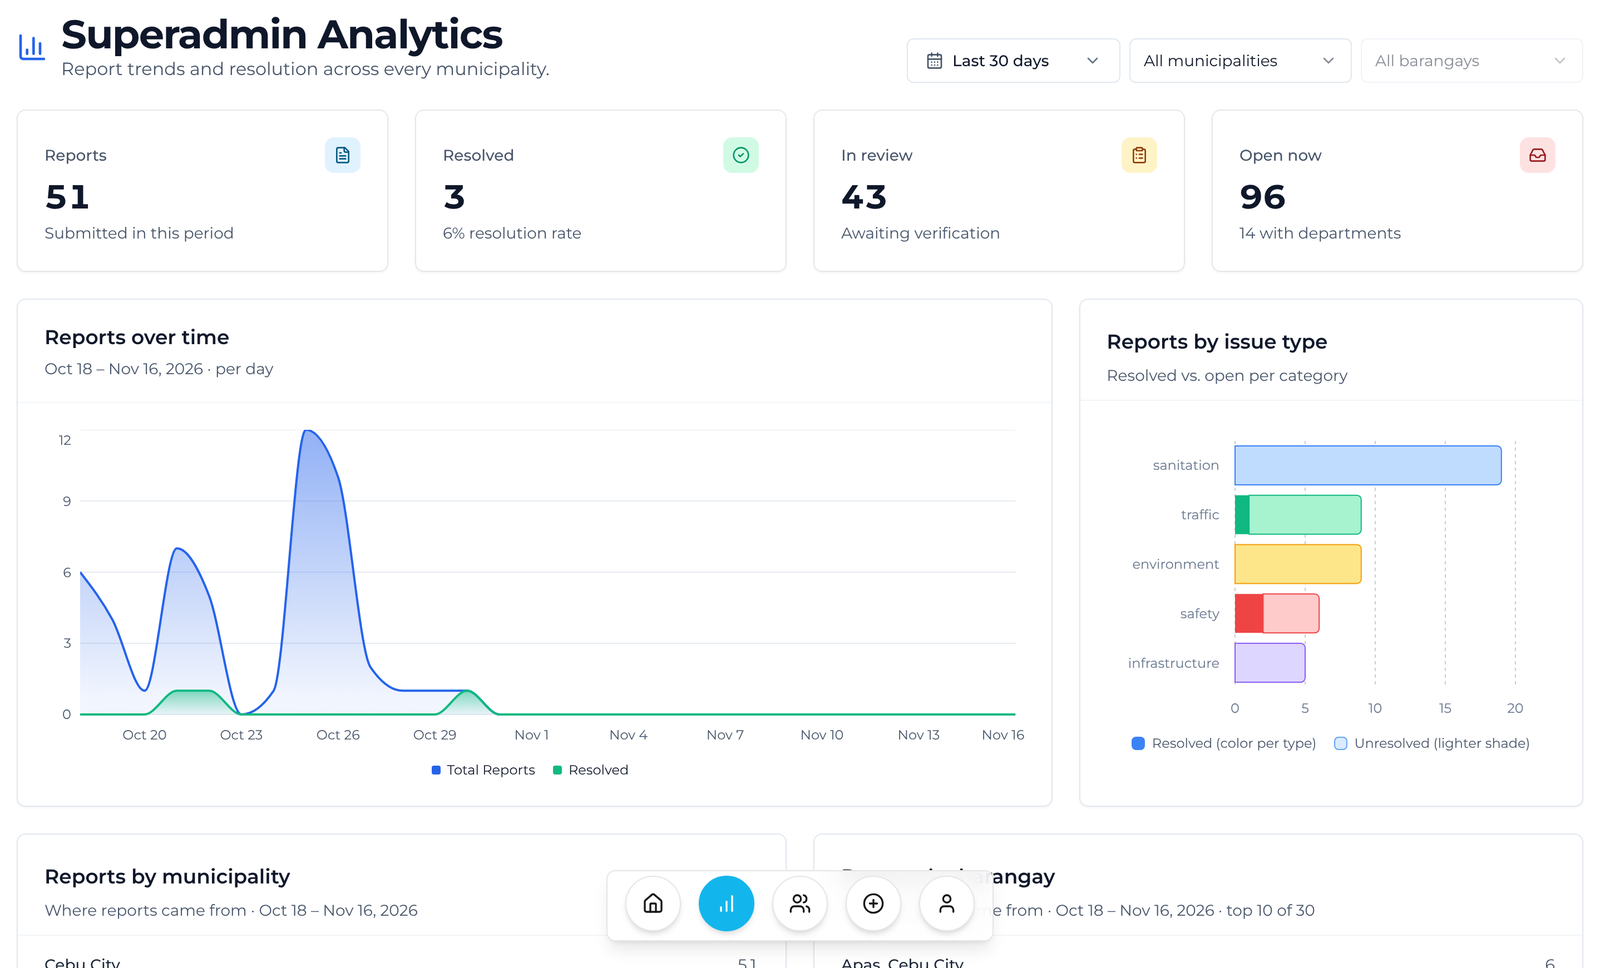 Superadmin Analytics
Report trends and resolution across every municipality.
Last 30 days
All municipalities
All barangays
Reports
51
Submitted in this period
Resolved
3
6% resolution rate
In review
43
Awaiting verification
Open now
96
14 with departments
Reports over time
Oct 18 – Nov 16, 2026 · per day
12
9
6
3
0
Oct 20 Oct 23 Oct 26 Oct 29 Nov 1 Nov 4 Nov 7 Nov 10 Nov 13 Nov 16
Total Reports Resolved
Reports by issue type
Resolved vs. open per category
sanitation
traffic
environment
safety
infrastructure
0 5 10 15 20
Resolved (color per type) Unresolved (lighter shade)
Reports by municipality
Where reports came from · Oct 18 – Nov 16, 2026
Cebu City 51
from · Oct 18 – Nov 16, 2026 · top 10 of 30
Apas, Cebu City 6